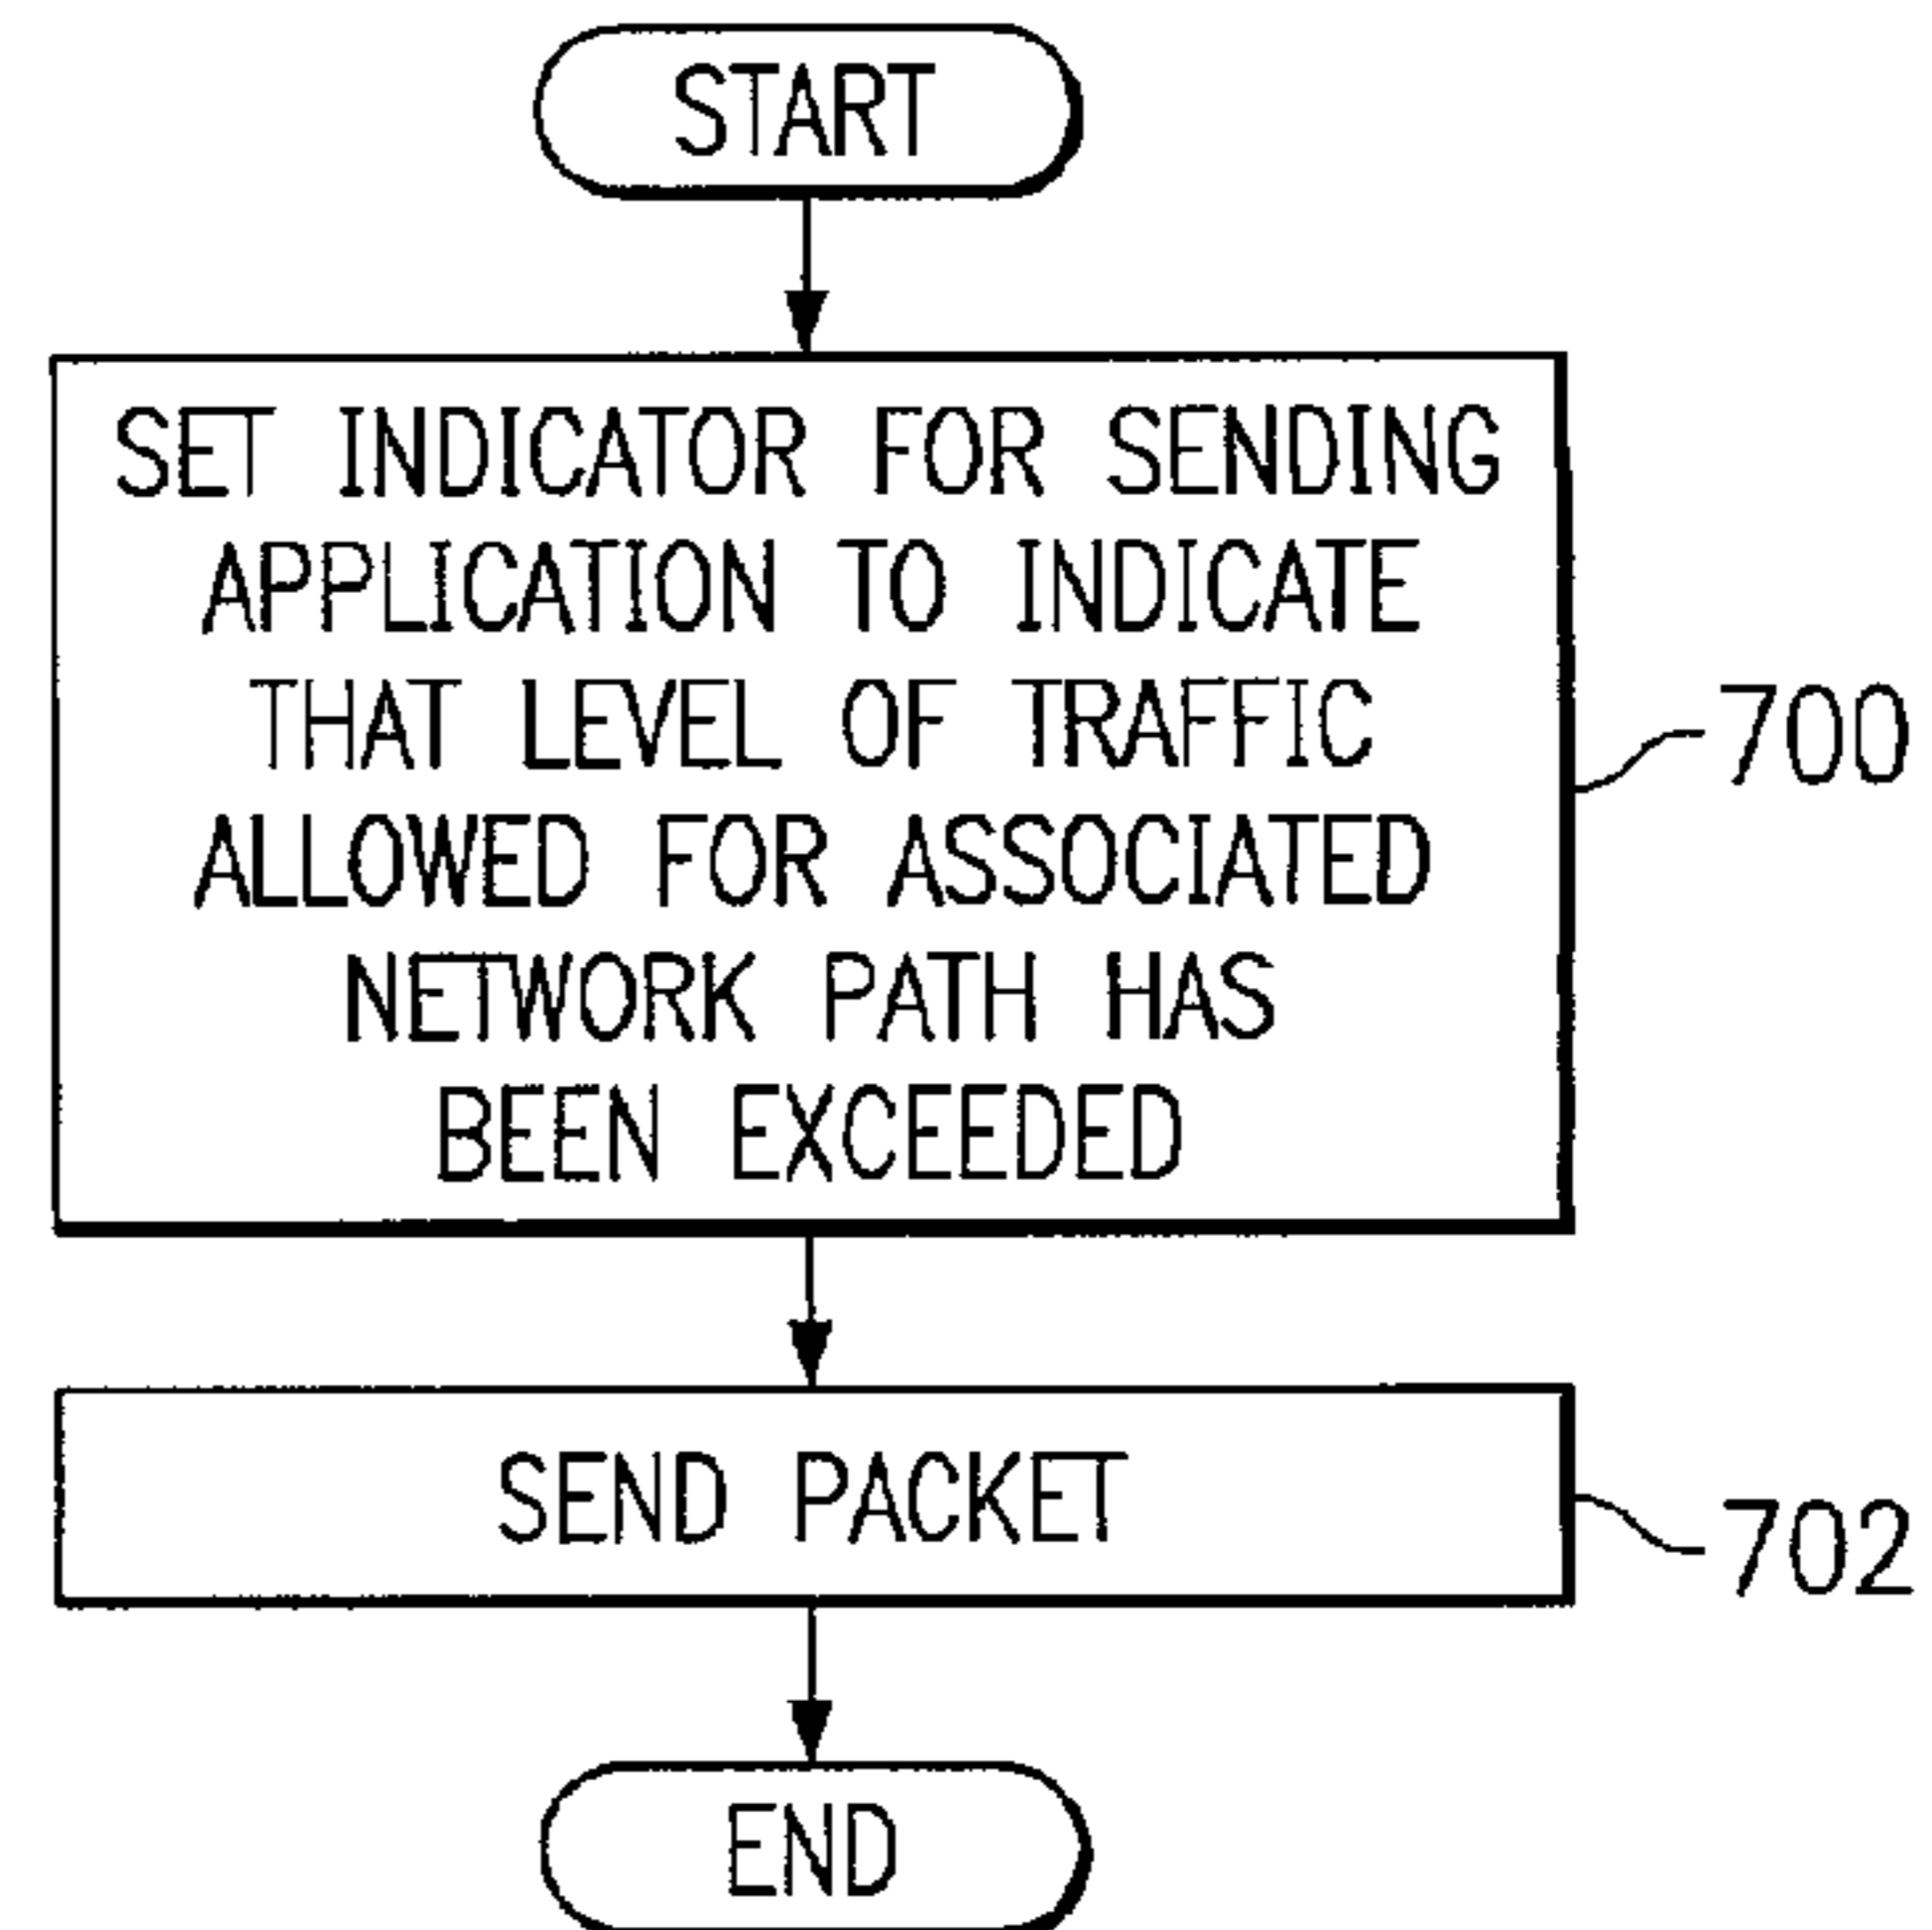 START
SET INDICATOR FOR SENDING
APPLICATION TO INDICATE
THAT LEVEL OF TRAFFIC
ALLOWED FOR ASSOCIATED
NETWORK PATH HAS
BEEN EXCEEDED
700
SEND PACKET
702
END